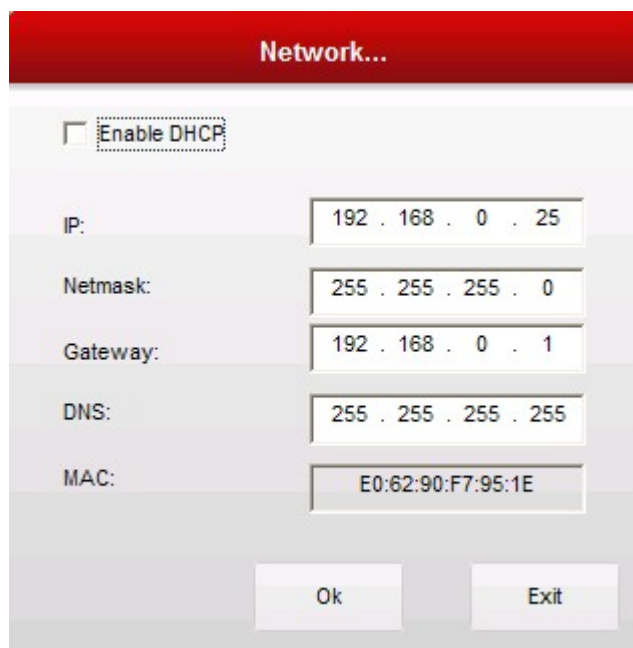 Network...
Enable DHCP
IP: 192 . 168 . 0 . 25
Netmask: 255 . 255 . 255 . 0
Gateway: 192 . 168 . 0 . 1
DNS: 255 . 255 . 255 . 255
MAC: E0:62:90:F7:95:1E
Ok Exit